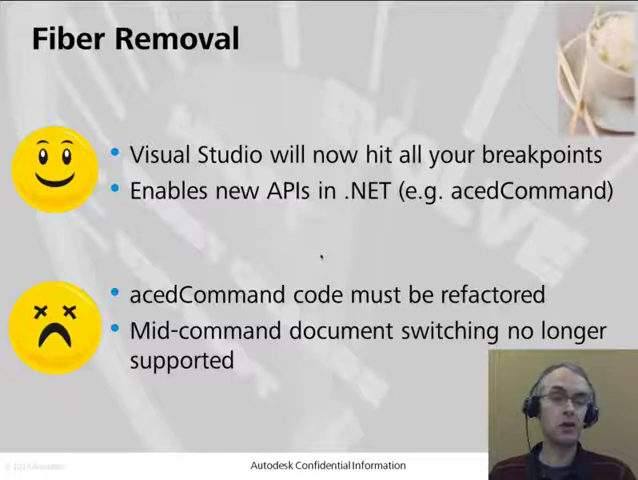 Fiber Removal
• Visual Studio will now hit all your breakpoints
• Enables new APIs in .NET (e.g. acedCommand)
• acedCommand code must be refactored
• Mid-command document switching no longer
supported
Autodesk Confidential Information